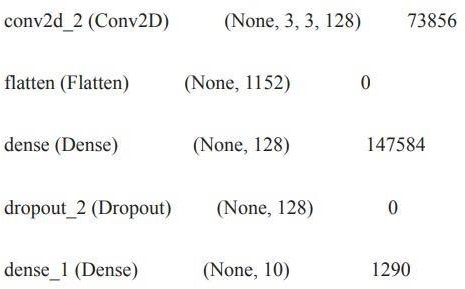 conv2d_2 (Conv2D) (None, 3, 3, 128) 73856
flatten (Flatten) (None, 1152) 0
dense (Dense) (None, 128) 147584
dropout_2 (Dropout) (None, 128) 0
dense_1 (Dense) (None, 10) 1290